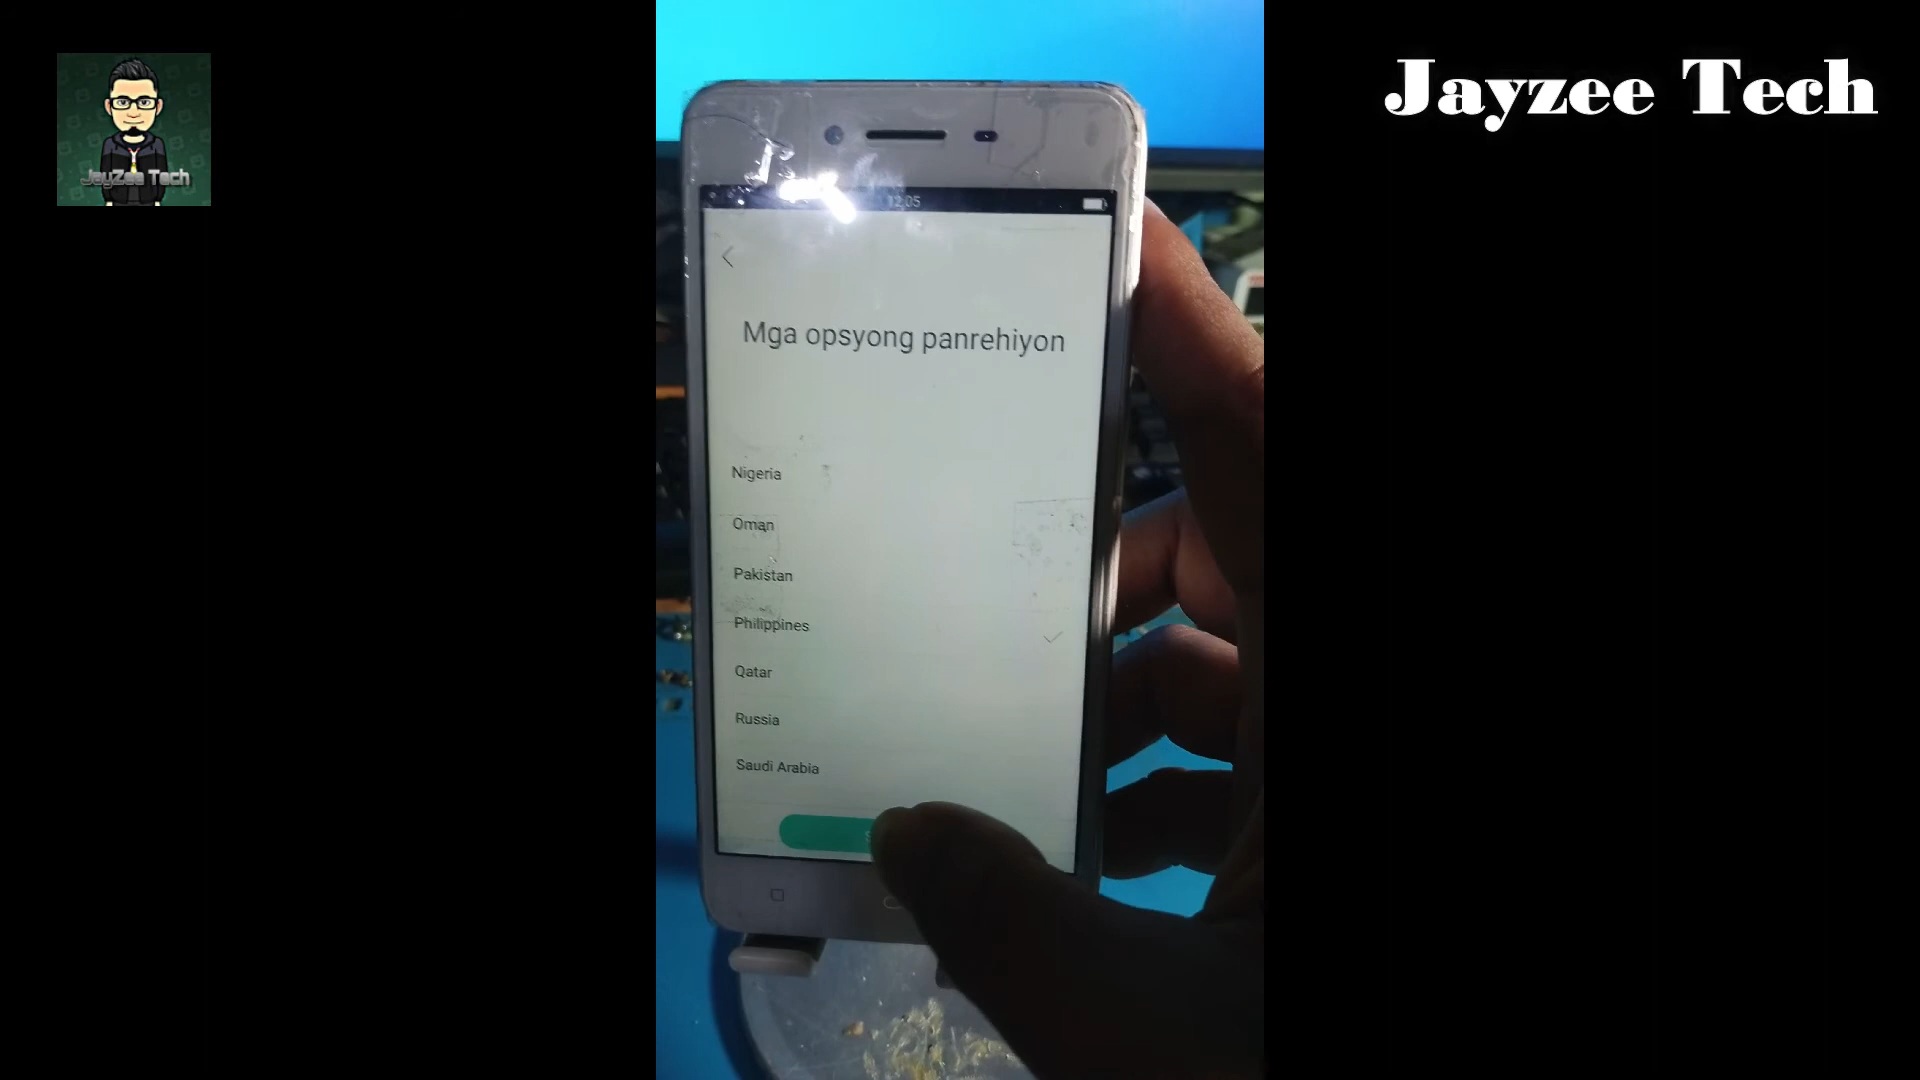 Jayzee Tech
JayZee Tech
12:05
Mga opsyong panrehiyon
Nigeria
Oman
Pakistan
Philippines
Qatar
Russia
Saudi Arabia